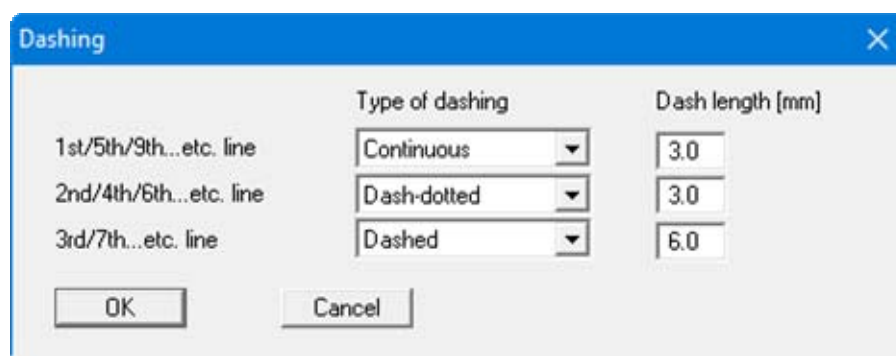 Dashing
Type of dashing Dash length [mm]
1st/5th/9th...etc. line Continuous 3.0
2nd/4th/6th...etc. line Dash-dotted 3.0
3rd/7th...etc. line Dashed 6.0
OK Cancel